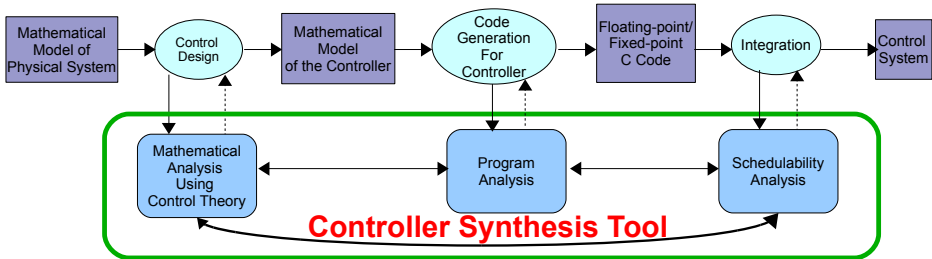 Mathematical
Model of
Physical System
Control
Design
Mathematical
Model
of the Controller
Code
Generation
For
Controller
Floating-point/
Fixed-point
C Code
Integration
Control
System
Mathematical
Analysis
Using
Control Theory
Program
Analysis
Schedulability
Analysis
Controller Synthesis Tool